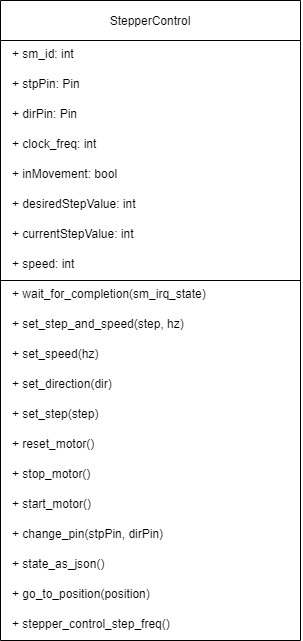 StepperControl
+ sm_id: int
+ stpPin: Pin
+ dirPin: Pin
+ clock_freq: int
+ inMovement: bool
+ desiredStepValue: int
+ currentStepValue: int
+ speed: int
+ wait_for_completion(sm_irq_state)
+ set_step_and_speed(step, hz)
+ set_speed(hz)
+ set_direction(dir)
+ set_step(step)
+ reset_motor()
+ stop_motor()
+ start_motor()
+ change_pin(stpPin, dirPin)
+ state_as_json()
+ go_to_position(position)
+ stepper_control_step_freq()